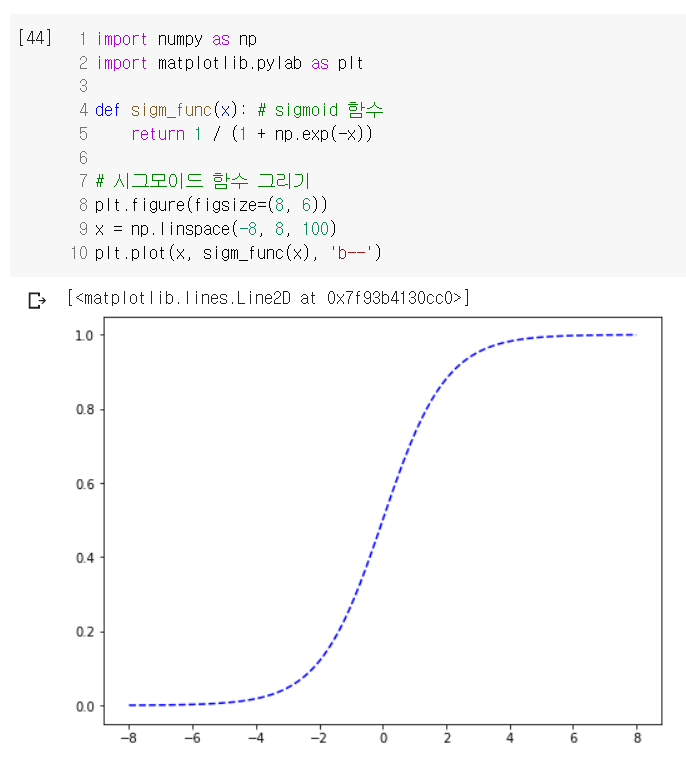 [44]
1 import numpy as np
2 import matplotlib.pylab as plt
3
4 def sigm_func(x): # sigmoid 함수
5     return 1 / (1 + np.exp(-x))
6
7 # 시그모이드 함수 그리기
8 plt.figure(figsize=(8, 6))
9 x = np.linspace(-8, 8, 100)
10 plt.plot(x, sigm_func(x), 'b--')
[<matplotlib.lines.Line2D at 0x7f93b4130cc0>]
1.0
0.8
0.6
0.4
0.2
0.0
−8 −6 −4 −2 0 2 4 6 8